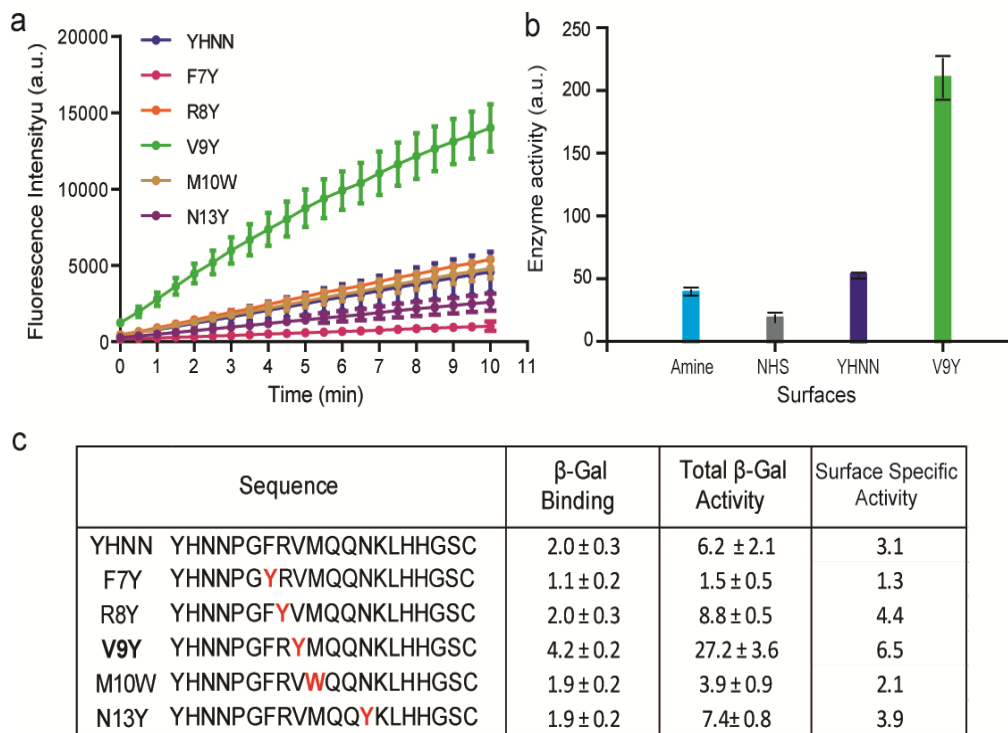 a
20000
15000
10000
5000
0
Fluorescence Intensityu (a.u.)
YHNN
F7Y
R8Y
V9Y
M10W
N13Y
0 1 2 3 4 5 6 7 8 9 10 11
Time (min)
b
250
200
150
100
50
0
Enzyme activity (a.u.)
Amine NHS YHNN V9Y
Surfaces
c
Sequence β-Gal Binding Total β-Gal Activity Surface Specific Activity
YHNN YHNNPGFRVMQQNKLHHGSC 2.0 ± 0.3 6.2 ± 2.1 3.1
F7Y YHNNPGYRVMQQNKLHHGSC 1.1 ± 0.2 1.5 ± 0.5 1.3
R8Y YHNNPGFYVMQQNKLHHGSC 2.0 ± 0.3 8.8 ± 0.5 4.4
V9Y YHNNPGFRYMQQNKLHHGSC 4.2 ± 0.2 27.2 ± 3.6 6.5
M10W YHNNPGFRVWQQNKLHHGSC 1.9 ± 0.2 3.9 ± 0.9 2.1
N13Y YHNNPGFRVMQQYKLHHGSC 1.9 ± 0.2 7.4± 0.8 3.9